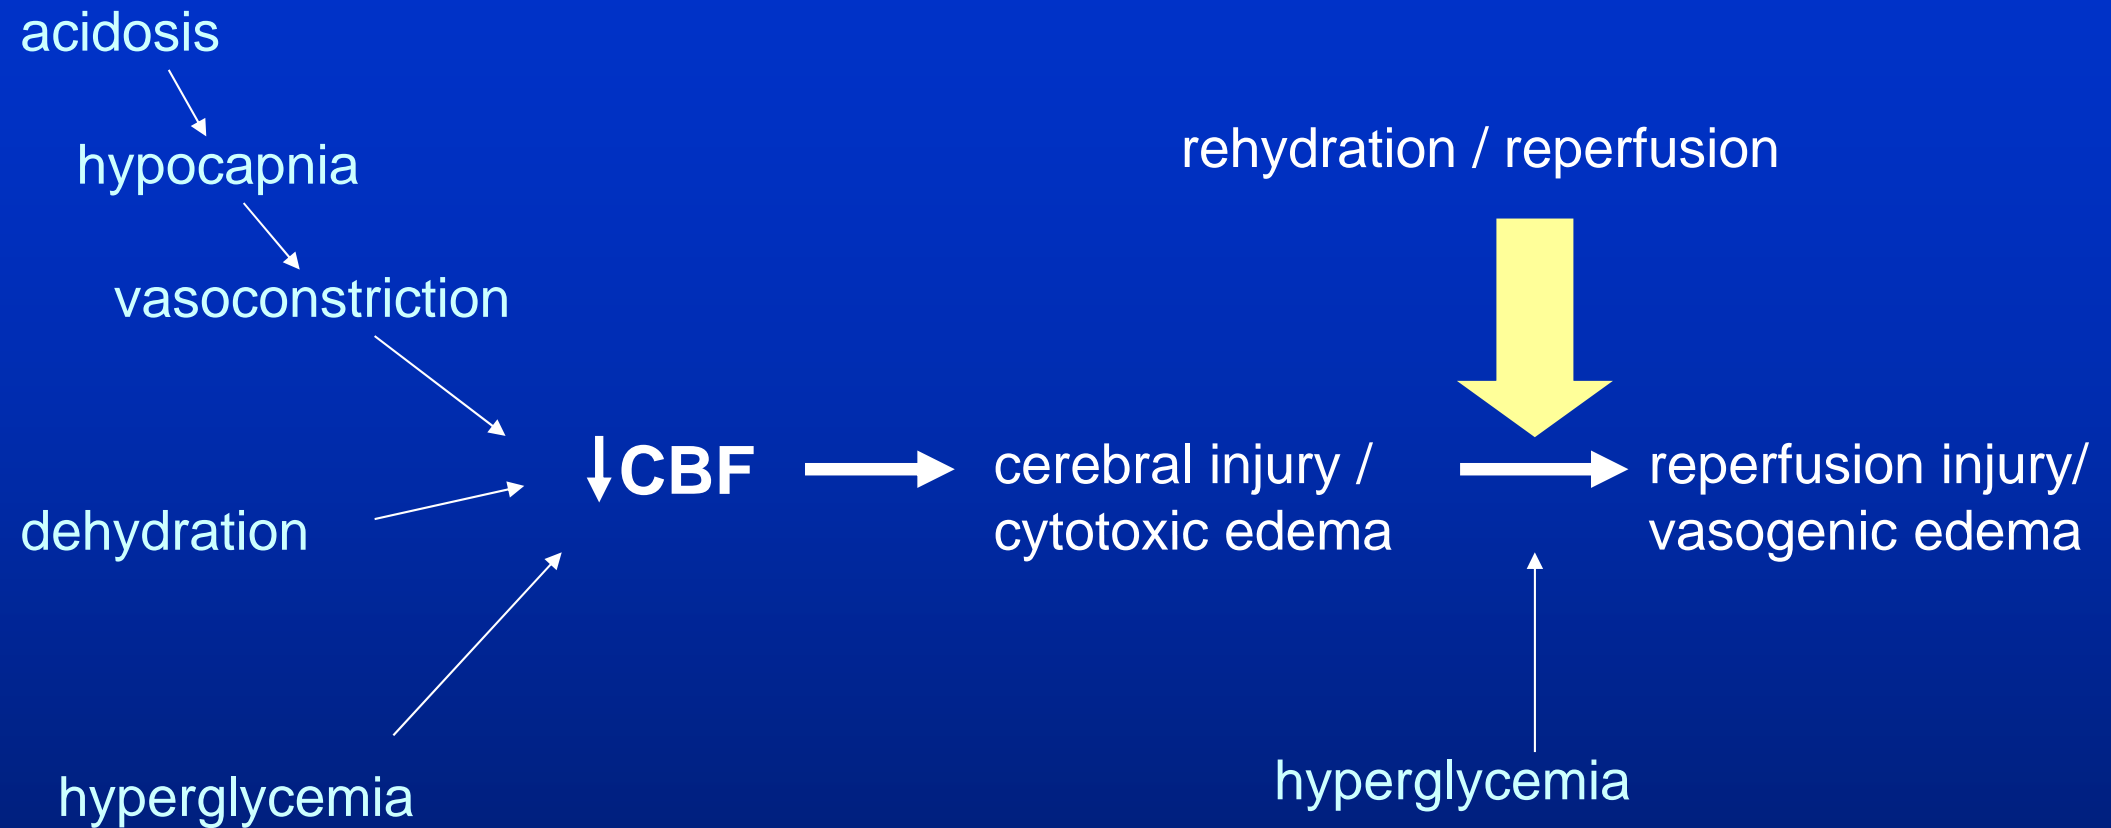 acidosis
hypocapnia
rehydration / reperfusion
vasoconstriction
CBF
cerebral injury /
cytotoxic edema
reperfusion injury/
vasogenic edema
dehydration
hyperglycemia
hyperglycemia